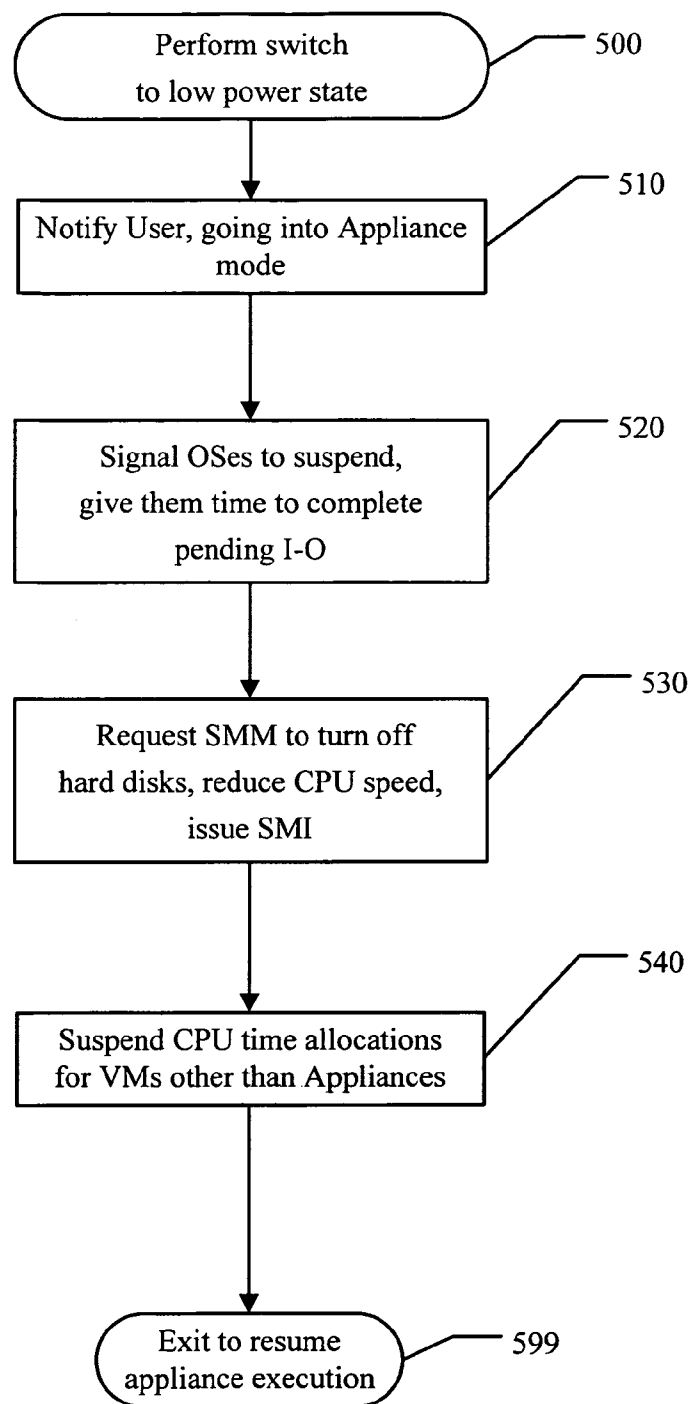 Perform switch
to low power state
500
Notify User, going into Appliance
mode
510
Signal OSes to suspend,
give them time to complete
pending I-O
520
Request SMM to turn off
hard disks, reduce CPU speed,
issue SMI
530
Suspend CPU time allocations
for VMs other than Appliances
540
Exit to resume
appliance execution
599